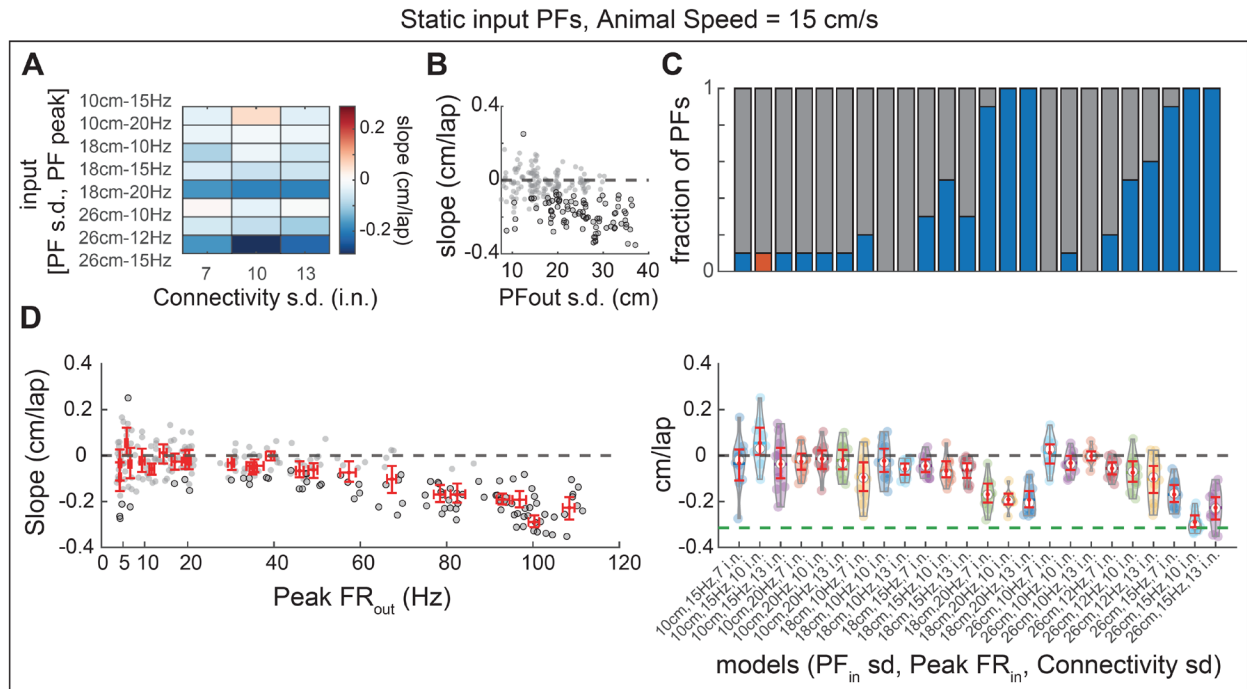 Static input PFs, Animal Speed = 15 cm/s
A
input
[PF s.d., PF peak]
10cm-15Hz
10cm-20Hz
18cm-10Hz
18cm-15Hz
18cm-20Hz
26cm-10Hz
26cm-12Hz
26cm-15Hz
7 10 13
Connectivity s.d. (i.n.)
0.2
0
-0.2
slope (cm/lap)
B
slope (cm/lap)
0.4
0
-0.4
10 20 30 40
PFout s.d. (cm)
C
fraction of PFs
1
0
D
Slope (cm/lap)
0.4
0.2
0
-0.2
-0.4
0 5 10 20 40 60 80 100 120
Peak FRout (Hz)
cm/lap
0.4
0.2
0
-0.2
-0.4
10cm, 15Hz, 7 i.n.
10cm, 15Hz, 10 i.n.
10cm, 15Hz, 13 i.n.
10cm, 20Hz, 7 i.n.
10cm, 20Hz, 10 i.n.
10cm, 20Hz, 13 i.n.
18cm, 10Hz, 7 i.n.
18cm, 10Hz, 10 i.n.
18cm, 10Hz, 13 i.n.
18cm, 15Hz, 7 i.n.
18cm, 15Hz, 10 i.n.
18cm, 15Hz, 13 i.n.
18cm, 20Hz, 7 i.n.
18cm, 20Hz, 10 i.n.
18cm, 20Hz, 13 i.n.
26cm, 10Hz, 7 i.n.
26cm, 10Hz, 10 i.n.
26cm, 10Hz, 13 i.n.
26cm, 12Hz, 7 i.n.
26cm, 12Hz, 10 i.n.
26cm, 12Hz, 13 i.n.
26cm, 15Hz, 7 i.n.
26cm, 15Hz, 10 i.n.
26cm, 15Hz, 13 i.n.
models (PFin sd, Peak FRin, Connectivity sd)